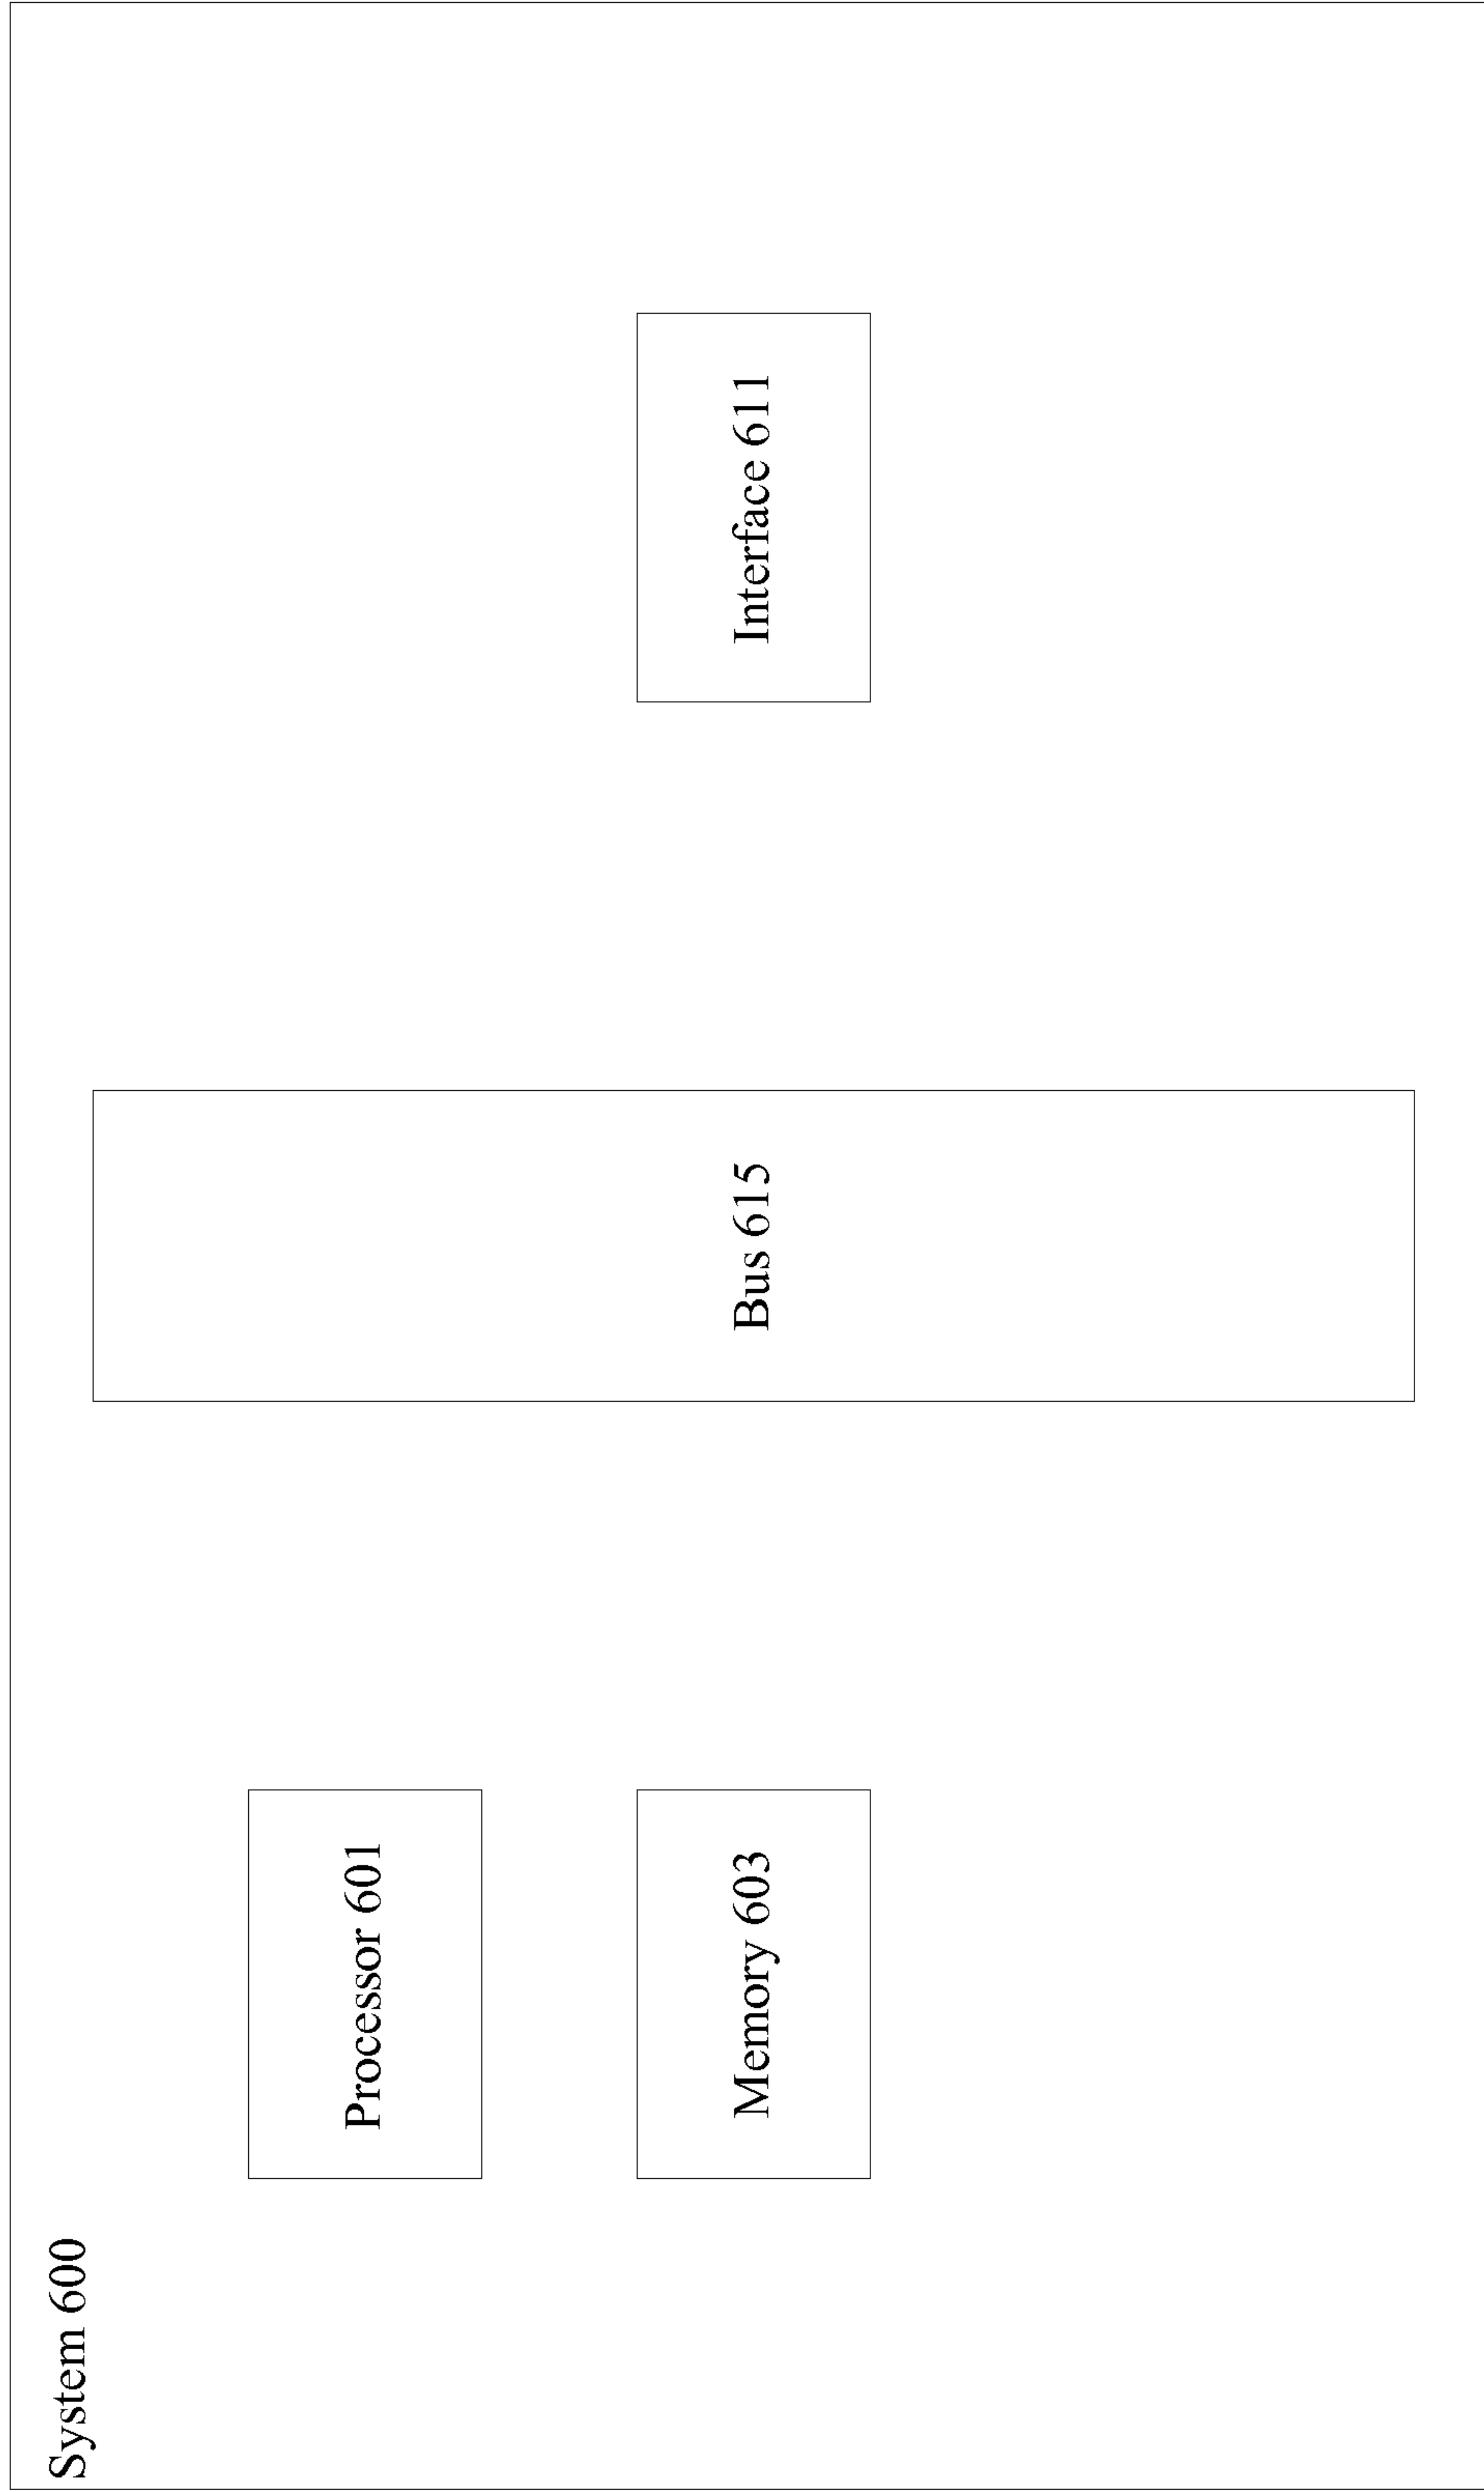 System 600
Processor 601
Memory 603
Bus 615
Interface 611